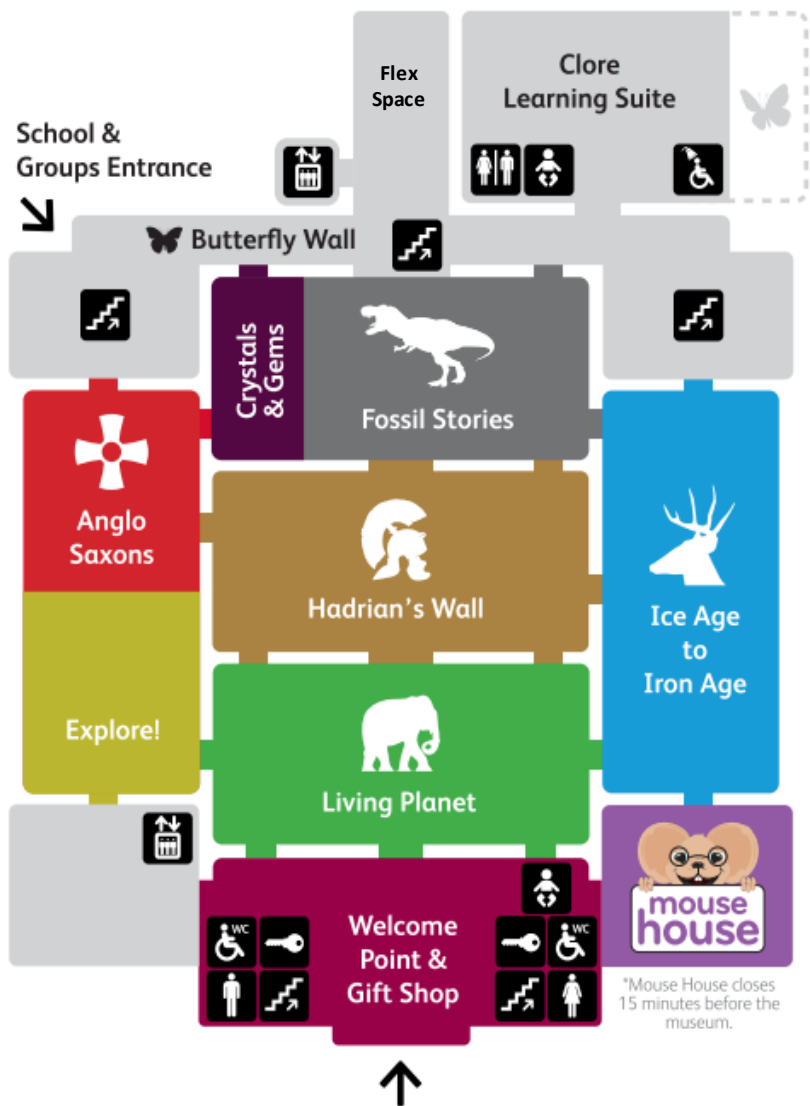 Flex
Space
Clore
Learning Suite
School &
Groups Entrance
Butterfly Wall
Crystals
& Gems
Fossil Stories
Anglo
Saxons
Hadrian's Wall
Ice Age
to
Iron Age
Explore!
Living Planet
Welcome
Point &
Gift Shop
WC
WC
mouse
house
*Mouse House closes
15 minutes before the
museum.